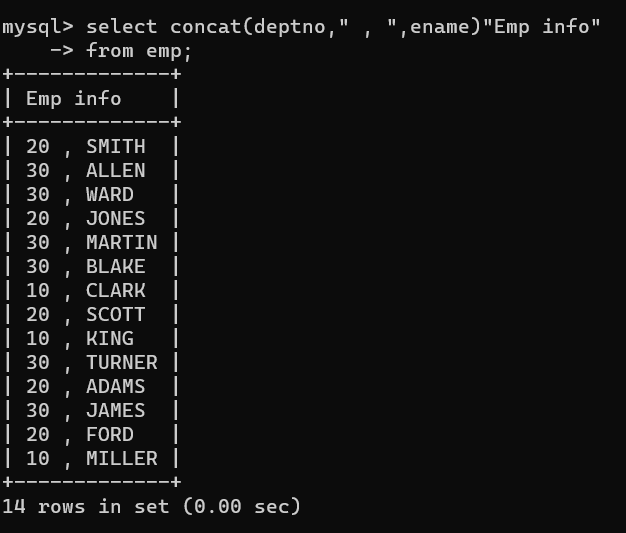 mysql> select concat(deptno," , ",ename)"Emp info"
    -> from emp;
+-------------+
| Emp info    |
+-------------+
| 20 , SMITH  |
| 30 , ALLEN  |
| 30 , WARD   |
| 20 , JONES  |
| 30 , MARTIN |
| 30 , BLAKE  |
| 10 , CLARK  |
| 20 , SCOTT  |
| 10 , KING   |
| 30 , TURNER |
| 20 , ADAMS  |
| 30 , JAMES  |
| 20 , FORD   |
| 10 , MILLER |
+-------------+
14 rows in set (0.00 sec)